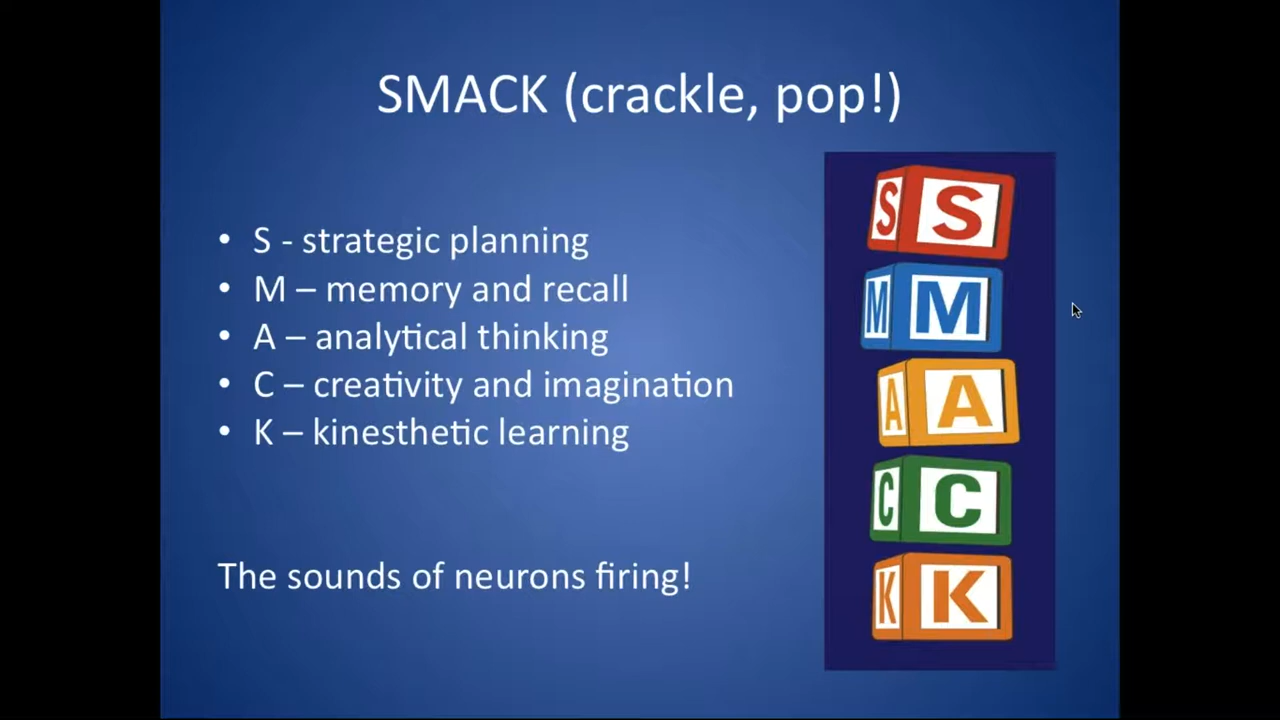 SMACK (crackle, pop!)
• S - strategic planning
• M – memory and recall
• A – analytical thinking
• C – creativity and imagination
• K – kinesthetic learning
The sounds of neurons firing!
S S
M M
A A
C C
K K